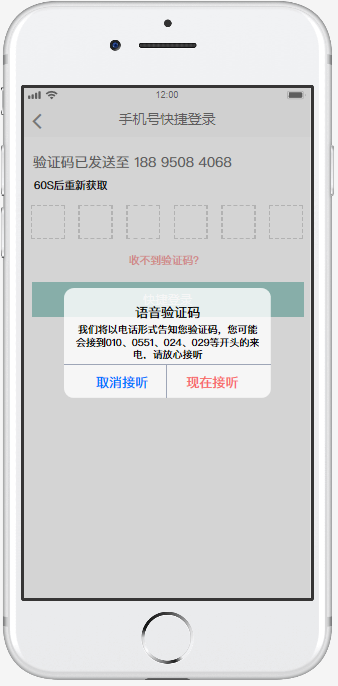 12:00
手机号快捷登录
验证码已发送至 188 9508 4068
60S后重新获取
收不到验证码?
语音验证码
我们将以电话形式告知您验证码，您可能
会接到010、0551、024、029等开头的来
电，请放心接听
取消接听
现在接听